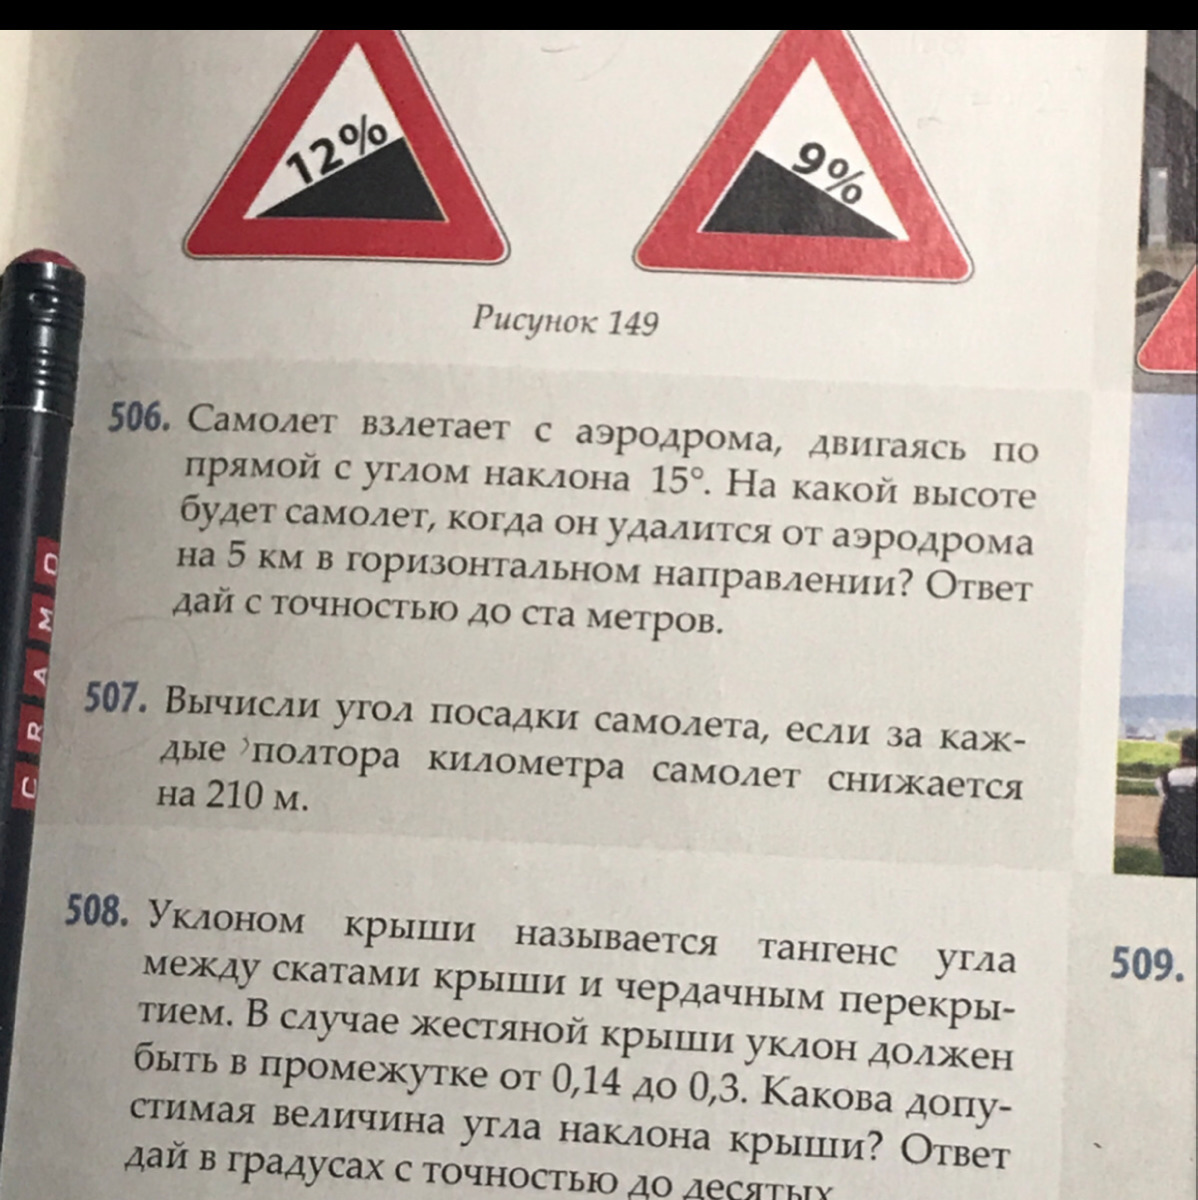 12%
9%
Рисунок 149
506. Самолет взлетает с аэродрома, двигаясь по
прямой с углом наклона 15°. На какой высоте
будет самолет, когда он удалится от аэродрома
на 5 км в горизонтальном направлении? Ответ
дай с точностью до ста метров.
507. Вычисли угол посадки самолета, если за каж-
дые полтора километра самолет снижается
на 210 м.
508. Уклоном крыши называется тангенс угла
между скатами крыши и чердачным перекры-
тием. В случае жестяной крыши уклон должен
быть в промежутке от 0,14 до 0,3. Какова допу-
стимая величина угла наклона крыши? Ответ
дай в градусах с точностью до десятых
509.
CRAMO